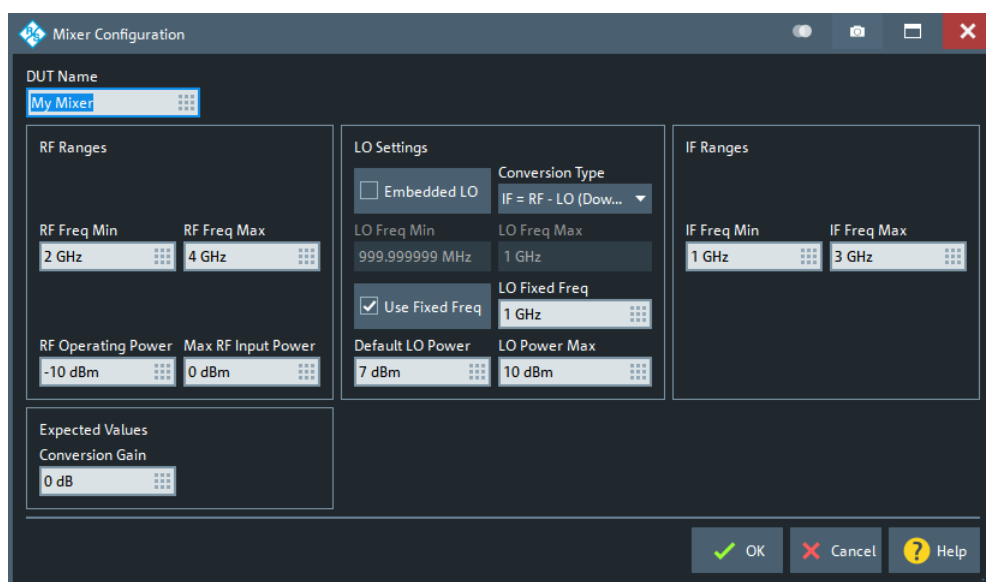 Mixer Configuration
DUT Name
My Mixer
RF Ranges
RF Freq Min
RF Freq Max
2 GHz
4 GHz
RF Operating Power
Max RF Input Power
-10 dBm
0 dBm
LO Settings
Embedded LO
Conversion Type
IF = RF - LO (Dow...
LO Freq Min
LO Freq Max
999.999999 MHz
1 GHz
Use Fixed Freq
LO Fixed Freq
1 GHz
Default LO Power
LO Power Max
7 dBm
10 dBm
IF Ranges
IF Freq Min
IF Freq Max
1 GHz
3 GHz
Expected Values
Conversion Gain
0 dB
OK
Cancel
? Help